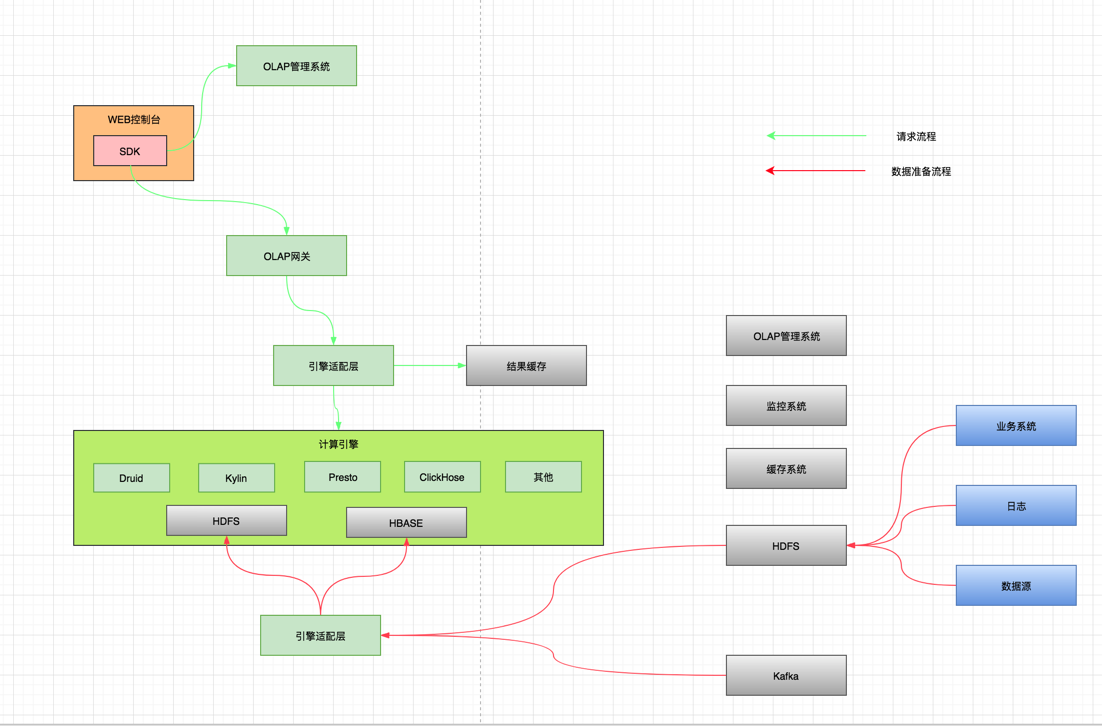 OLAP管理系统
WEB控制台
SDK
请求流程
数据准备流程
OLAP网关
OLAP管理系统
引擎适配层
结果缓存
监控系统
业务系统
计算引擎
缓存系统
Druid
Kylin
Presto
ClickHose
其他
日志
HDFS
HBASE
HDFS
数据源
引擎适配层
Kafka